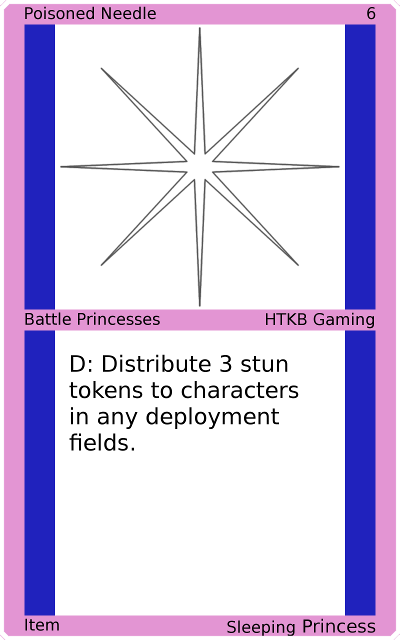 Poisoned Needle 6
Battle Princesses HTKB Gaming
D: Distribute 3 stun
tokens to characters
in any deployment
fields.
Item Sleeping Princess